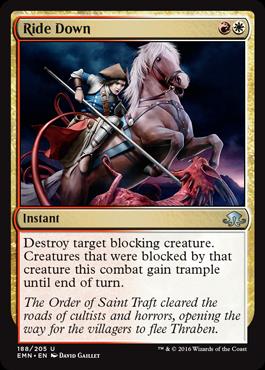 Ride Down
Instant
Destroy target blocking creature.
Creatures that were blocked by that
creature this combat gain trample
until end of turn.
The Order of Saint Traft cleared the
roads of cultists and horrors, opening the
way for the villagers to flee Thraben.
188/205 U
EMN • EN DAVID GAILLET
™ & © 2016 Wizards of the Coast